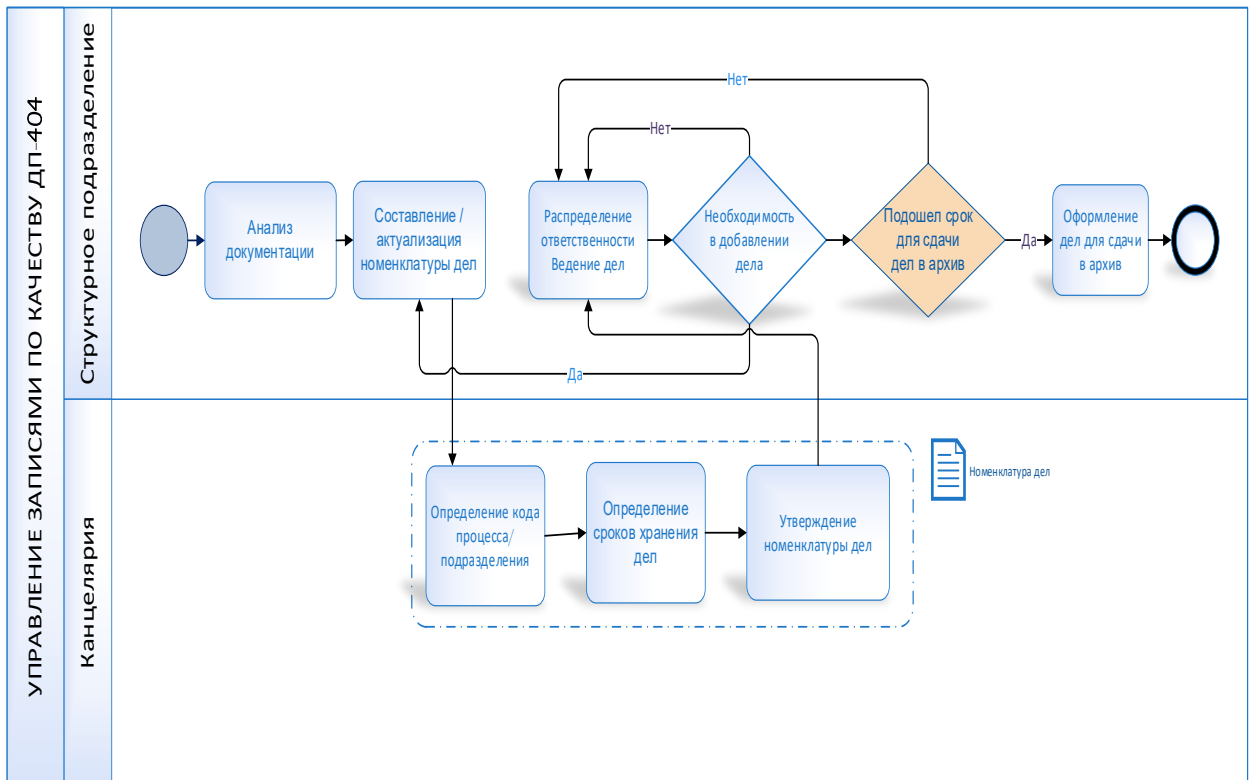 УПРАВЛЕНИЕ ЗАПИСЯМИ ПО КАЧЕСТВУ ДП-404
Структурное подразделение
Нет
Нет
Анализ
документации
Составление /
актуализация
номенклатуры дел
Распределение
ответственности
Ведение дел
Необходимость
в добавлении
дела
Подошел срок
для сдачи
дел в архив
Да
Оформление
дел для сдачи
в архив
Да
Канцелярия
Определение кода
процесса/
подразделения
Определение
сроков хранения
дел
Утверждение
номенклатуры дел
Номенклатура дел